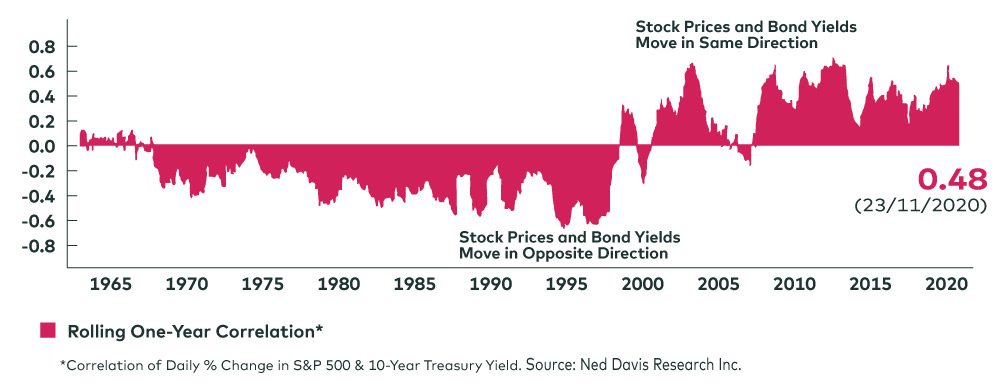 Stock Prices and Bond Yields
Move in Same Direction
0.8
0.6
0.4
0.2
0.0
-0.2
-0.4
-0.6
-0.8
0.48
(23/11/2020)
Stock Prices and Bond Yields
Move in Opposite Direction
1965 1970 1975 1980 1985 1990 1995 2000 2005 2010 2015 2020
Rolling One-Year Correlation*
*Correlation of Daily % Change in S&P 500 & 10-Year Treasury Yield. Source: Ned Davis Research Inc.